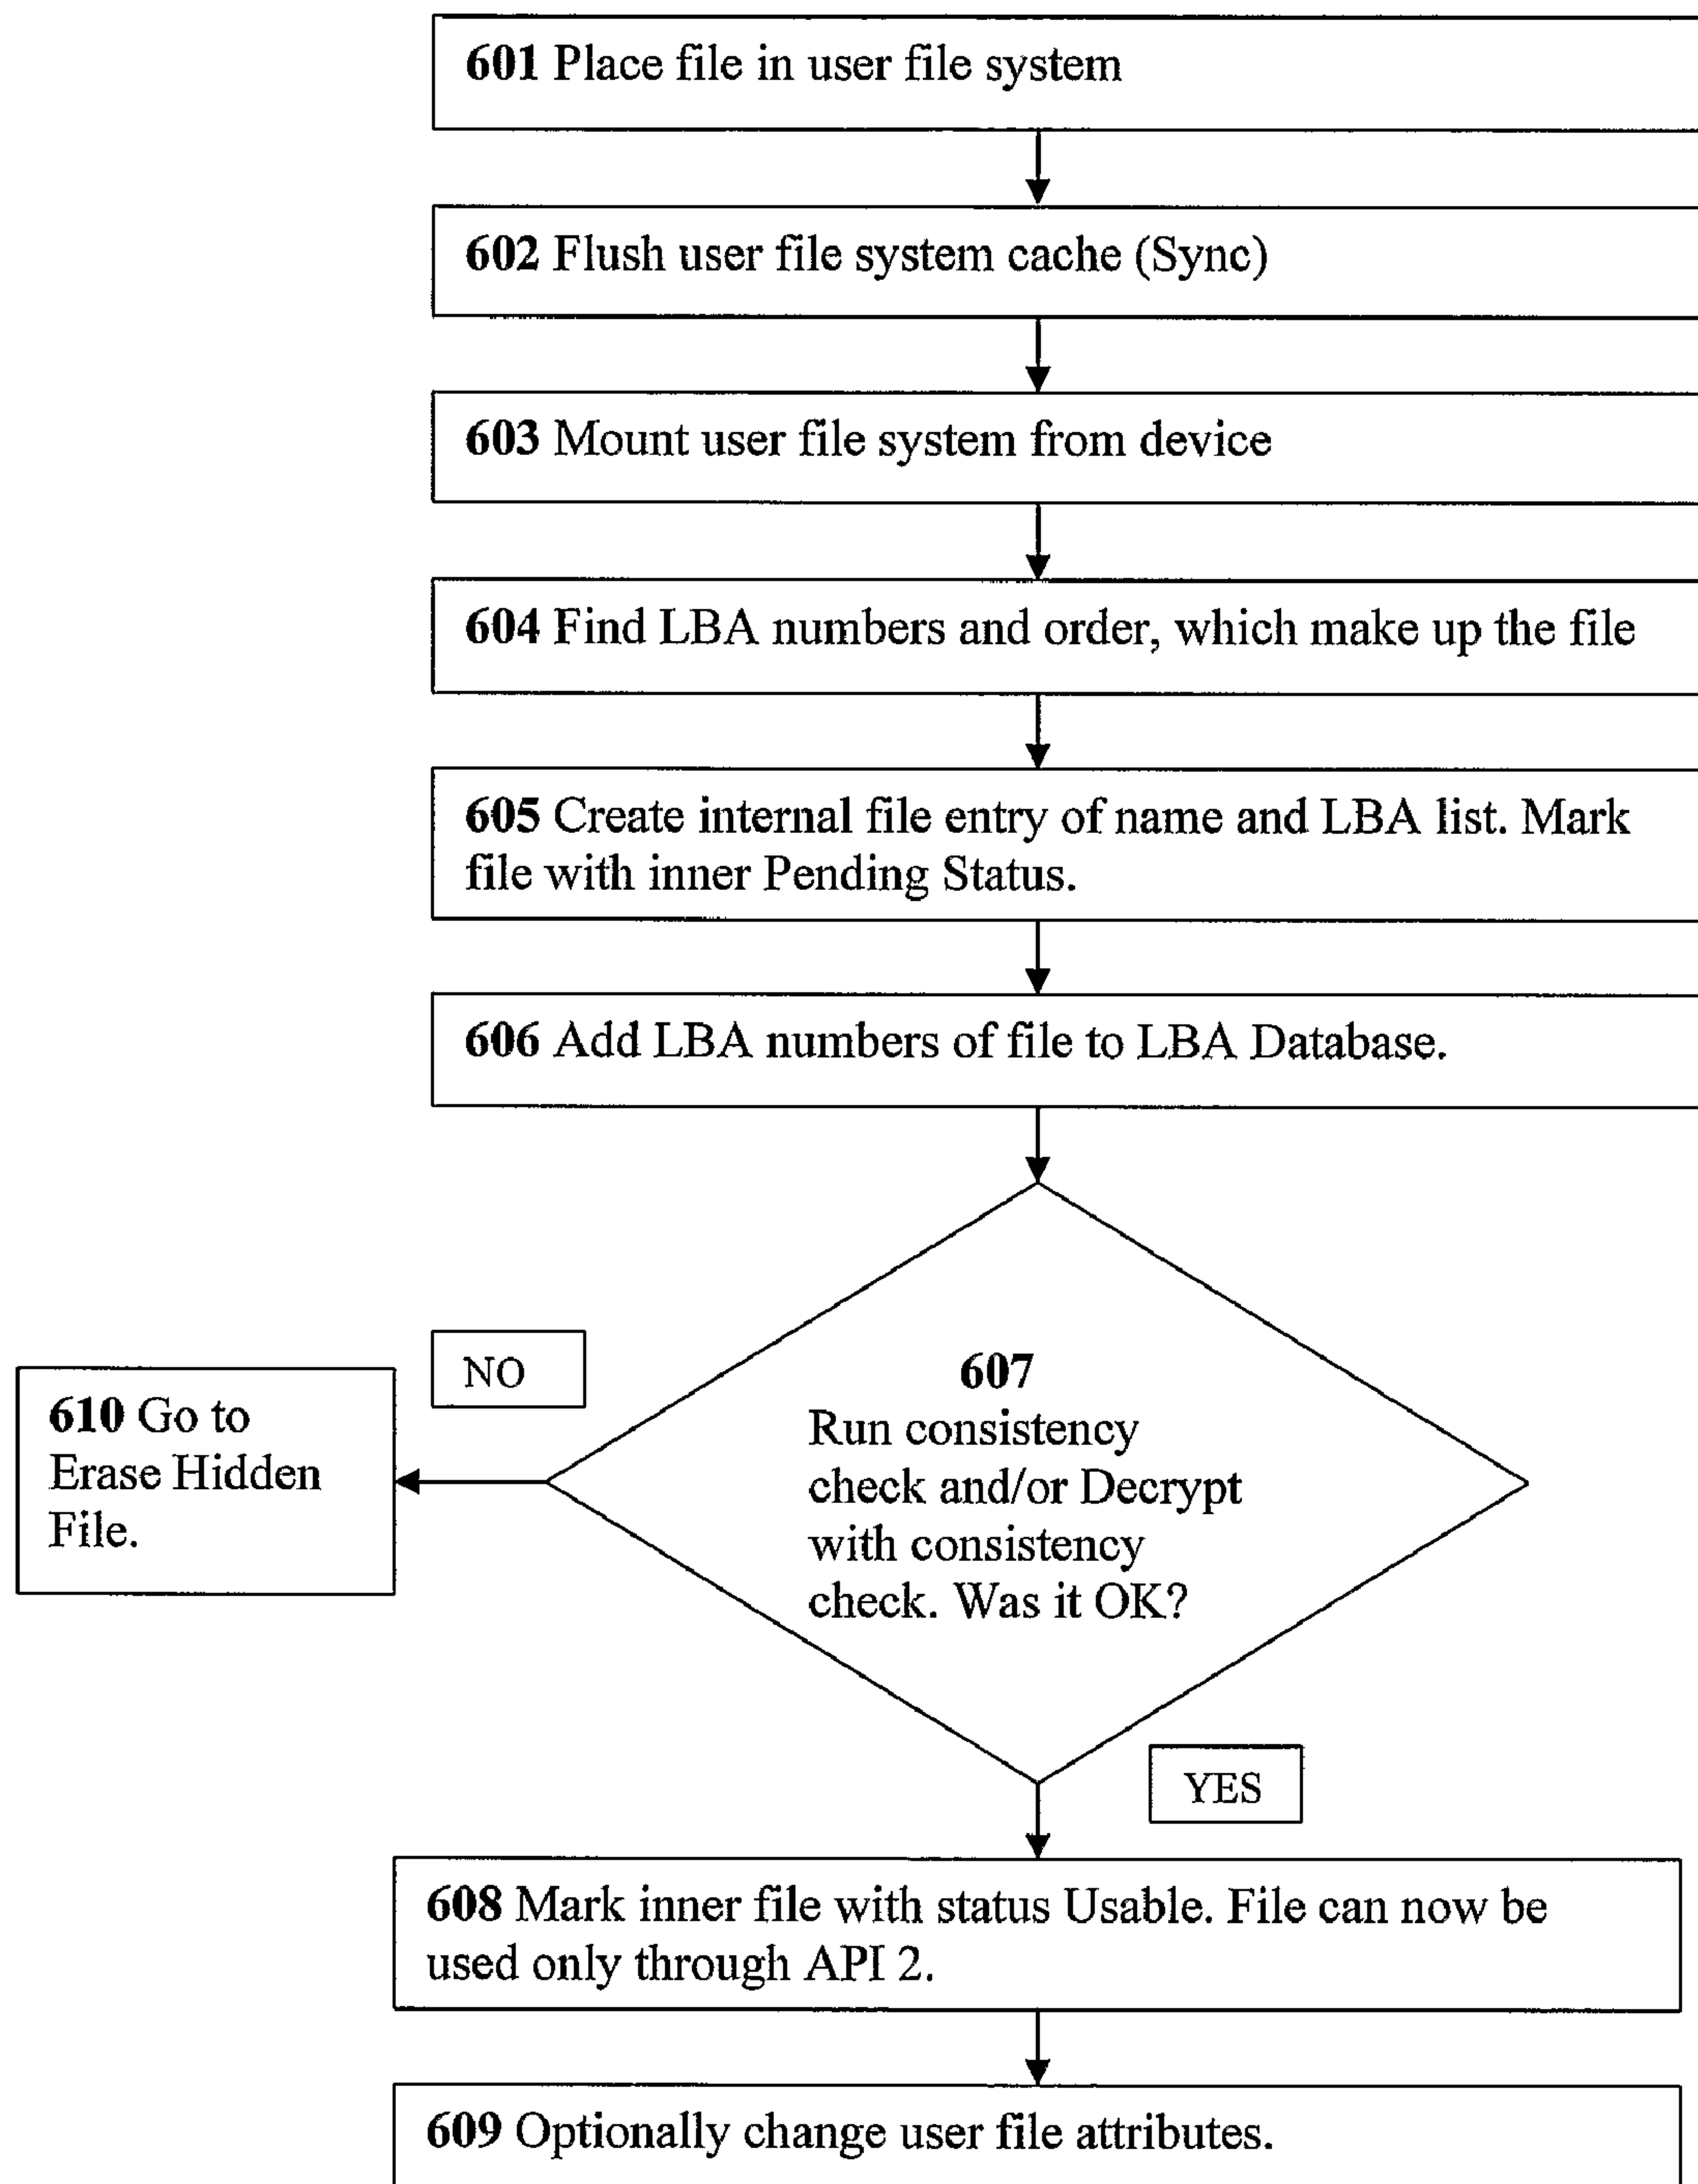 601 Place file in user file system
602 Flush user file system cache (Sync)
603 Mount user file system from device
604 Find LBA numbers and order, which make up the file
605 Create internal file entry of name and LBA list. Mark
file with inner Pending Status.
606 Add LBA numbers of file to LBA Database.
NO
610 Go to
Erase Hidden
File.
607
Run consistency
check and/or Decrypt
with consistency
check. Was it OK?
YES
608 Mark inner file with status Usable. File can now be
used only through API 2.
609 Optionally change user file attributes.